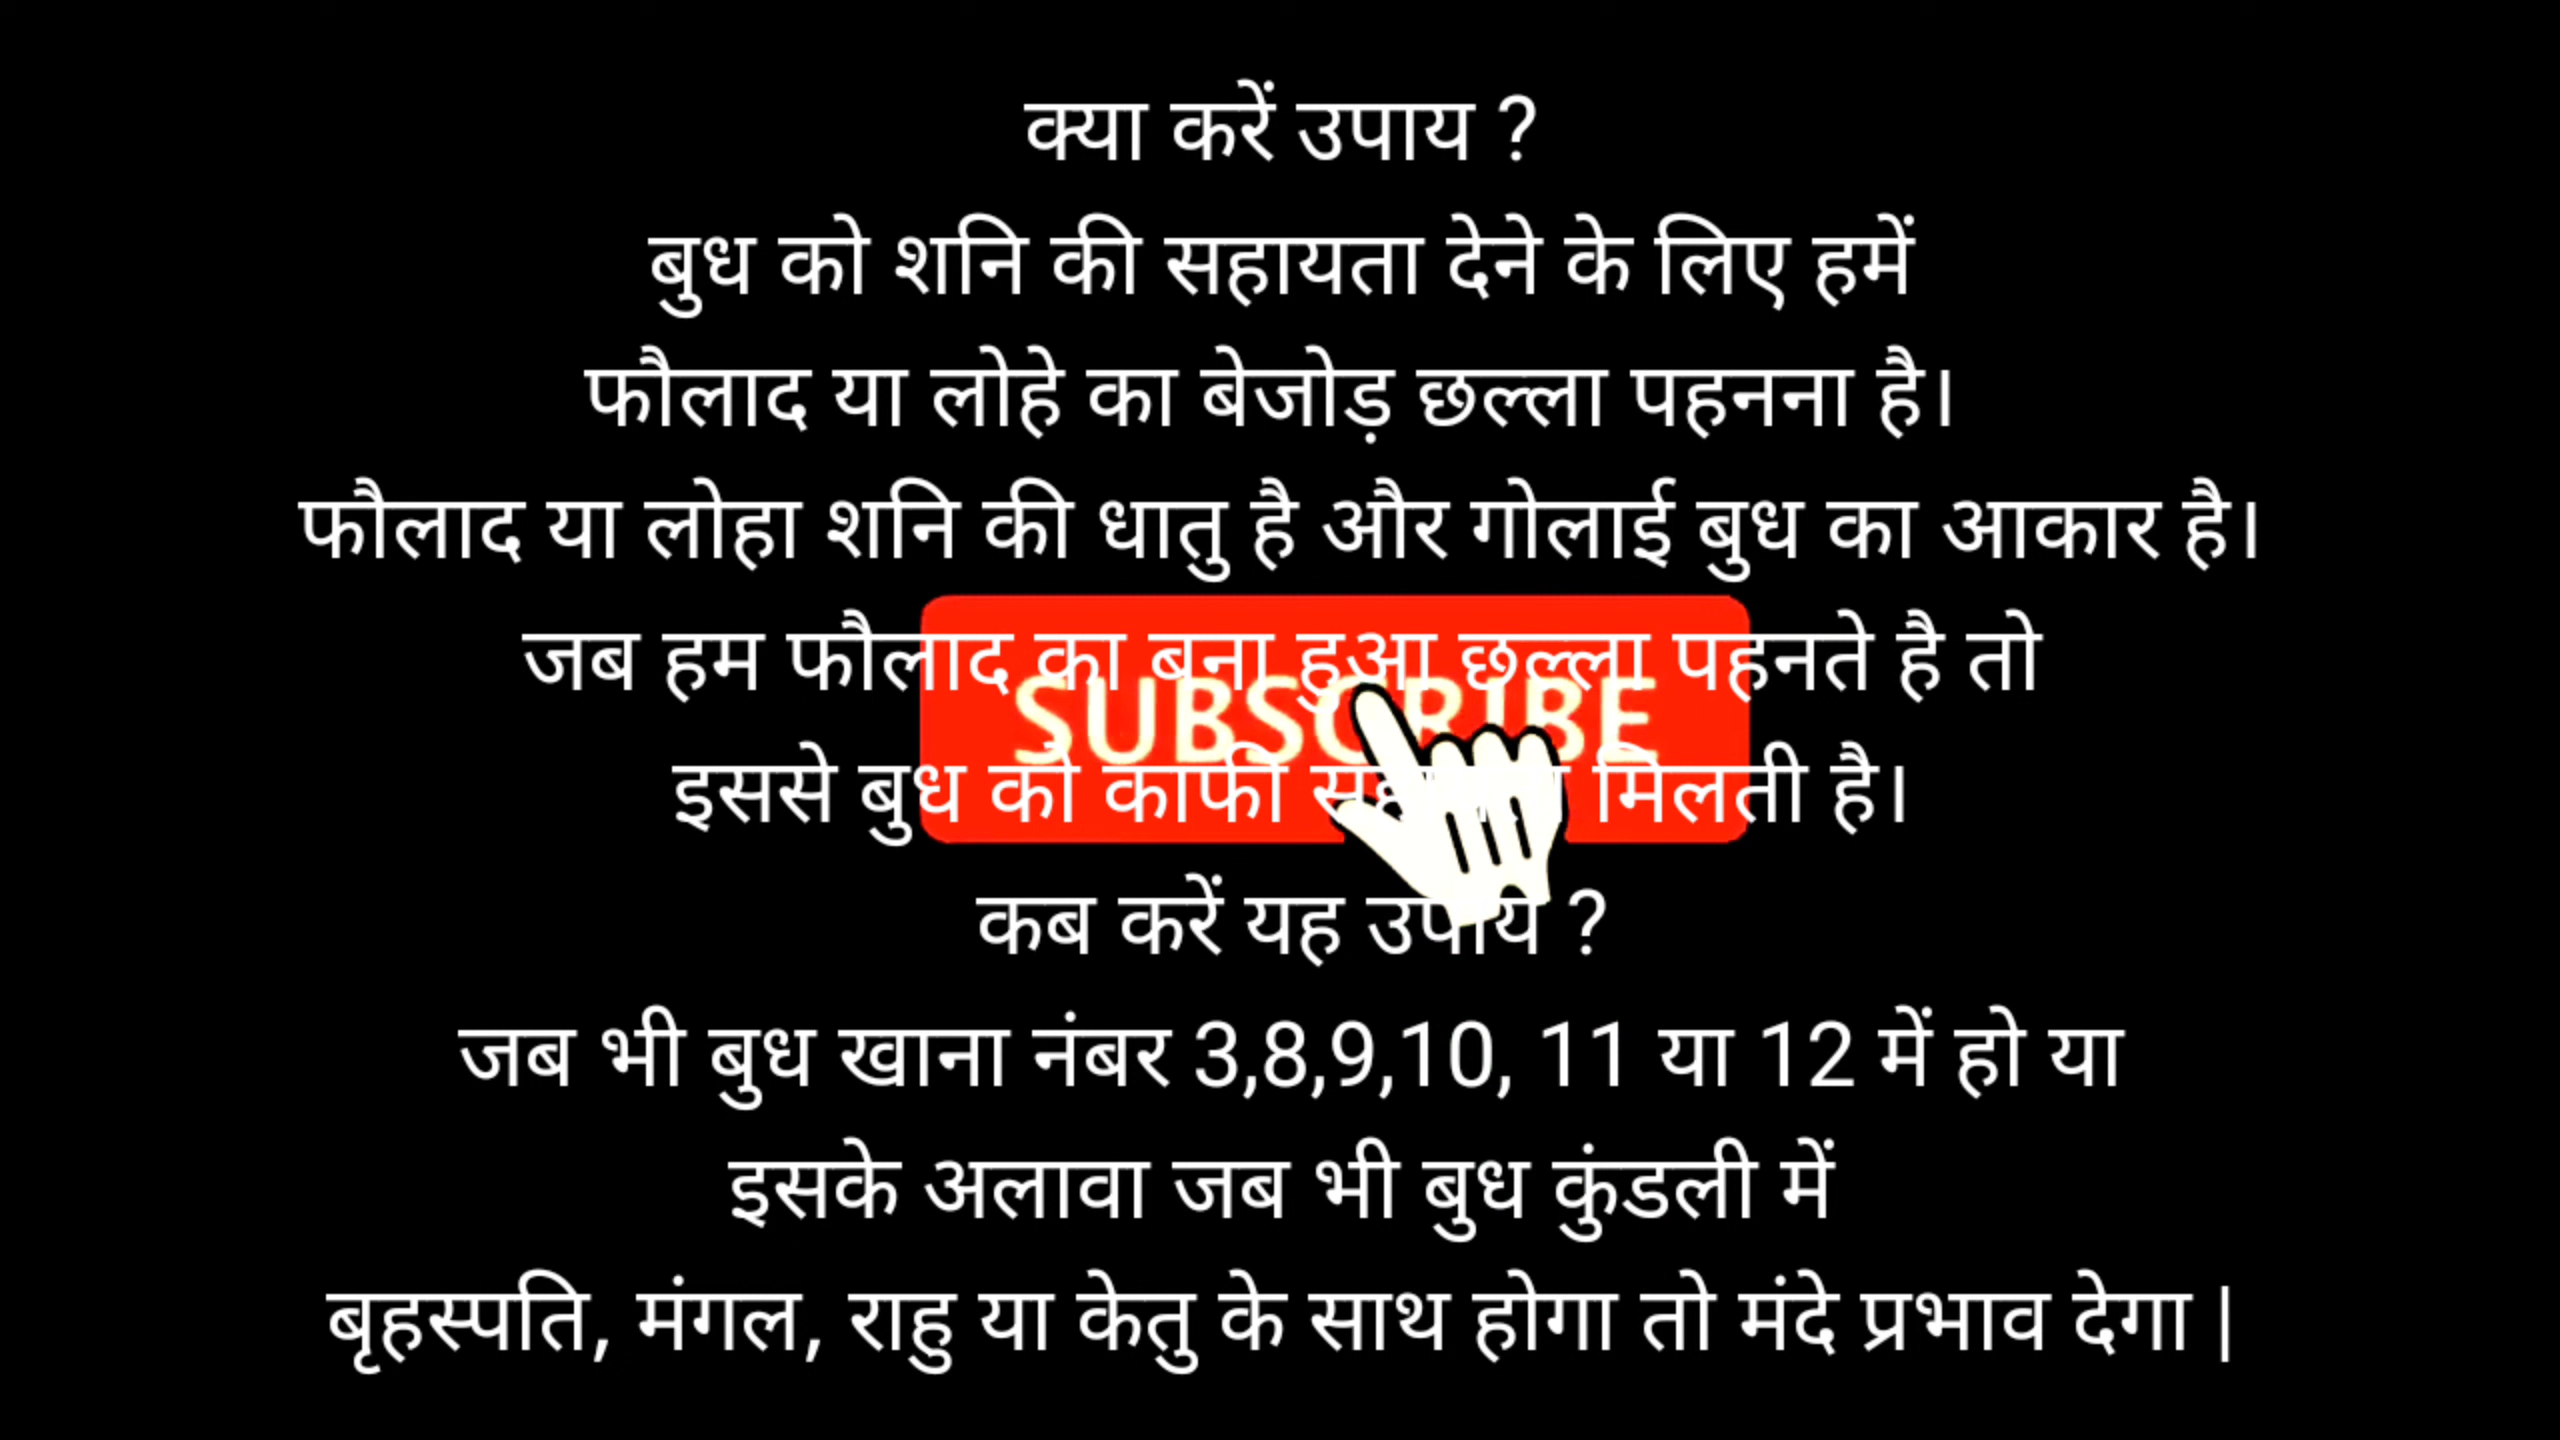 क्या करें उपाय ?
बुध को शनि की सहायता देने के लिए हमें
फौलाद या लोहे का बेजोड़ छल्ला पहनना है।
फौलाद या लोहा शनि की धातु है और गोलाई बुध का आकार है।
जब हम फौलाद का बना हुआ छल्ला पहनते है तो
SUBSCRIBE
इससे बुध को काफी मिलती है।
कब करें यह उपाय ?
जब भी बुध खाना नंबर 3,8,9,10, 11 या 12 में हो या
इसके अलावा जब भी बुध कुंडली में
बृहस्पति, मंगल, राहु या केतु के साथ होगा तो मंदे प्रभाव देगा |